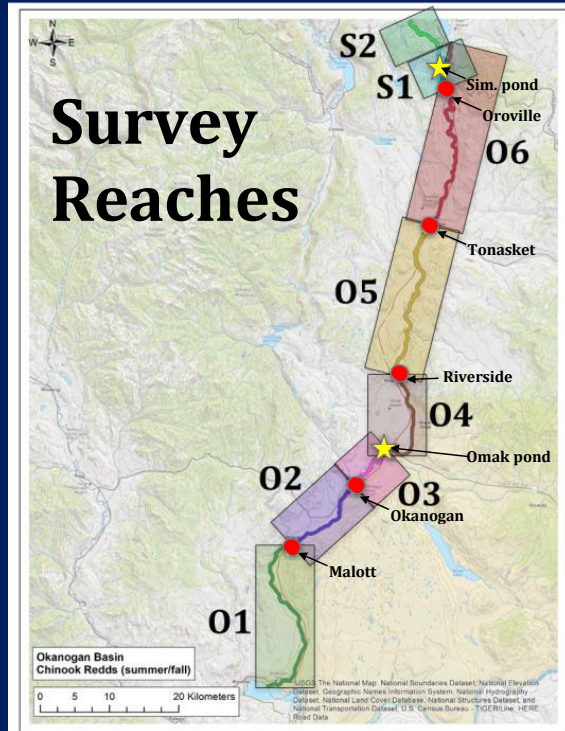 N
W E
S
Survey
Reaches
S2
S1
Sim. pond
Oroville
O6
Tonasket
O5
Riverside
O4
Omak pond
O2
O3
Okanogan
Malott
O1
Okanogan Basin
Chinook Redds (summer/fall)
0 5 10 20 Kilometers
USGS The National Map: National Boundaries Dataset, National Elevation
Dataset, Geographic Names Information System, National Hydrography
Dataset, National Land Cover Database, National Structures Dataset, and
National Transportation Dataset; U.S. Census Bureau - TIGER/Line; HERE
Road Data